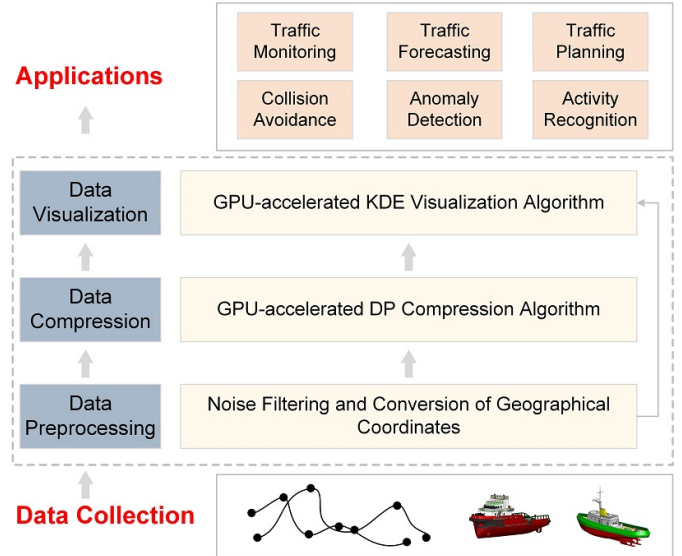 Traffic
Monitoring
Traffic
Forecasting
Traffic
Planning
Applications
Collision
Avoidance
Anomaly
Detection
Activity
Recognition
Data
Visualization
GPU-accelerated KDE Visualization Algorithm
Data
Compression
GPU-accelerated DP Compression Algorithm
Data
Preprocessing
Noise Filtering and Conversion of Geographical
Coordinates
Data Collection